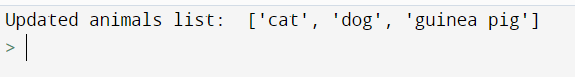 Updated animals list:  ['cat', 'dog', 'guinea pig']
>